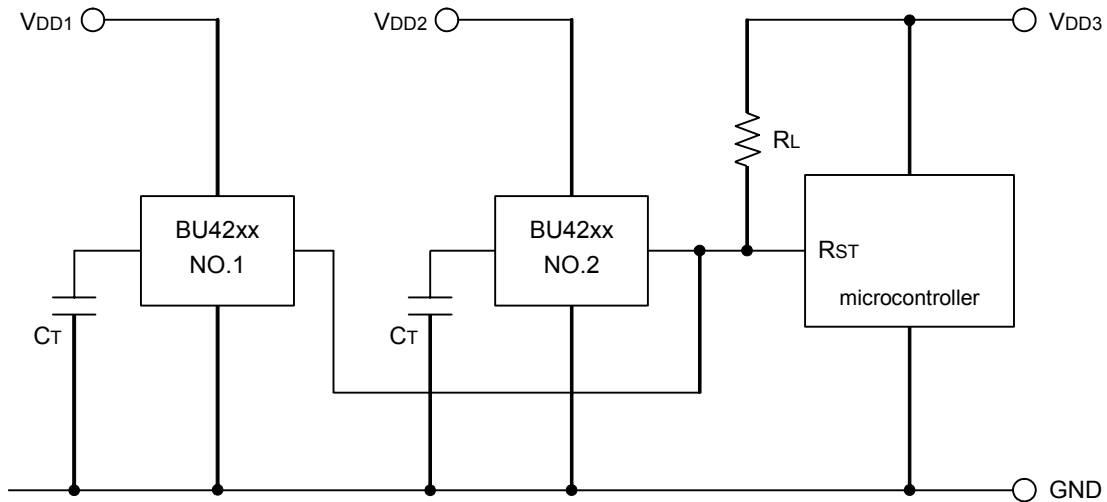 VDD1
VDD2
VDD3
RL
BU42xx
NO.1
BU42xx
NO.2
RST
microcontroller
CT
CT
GND